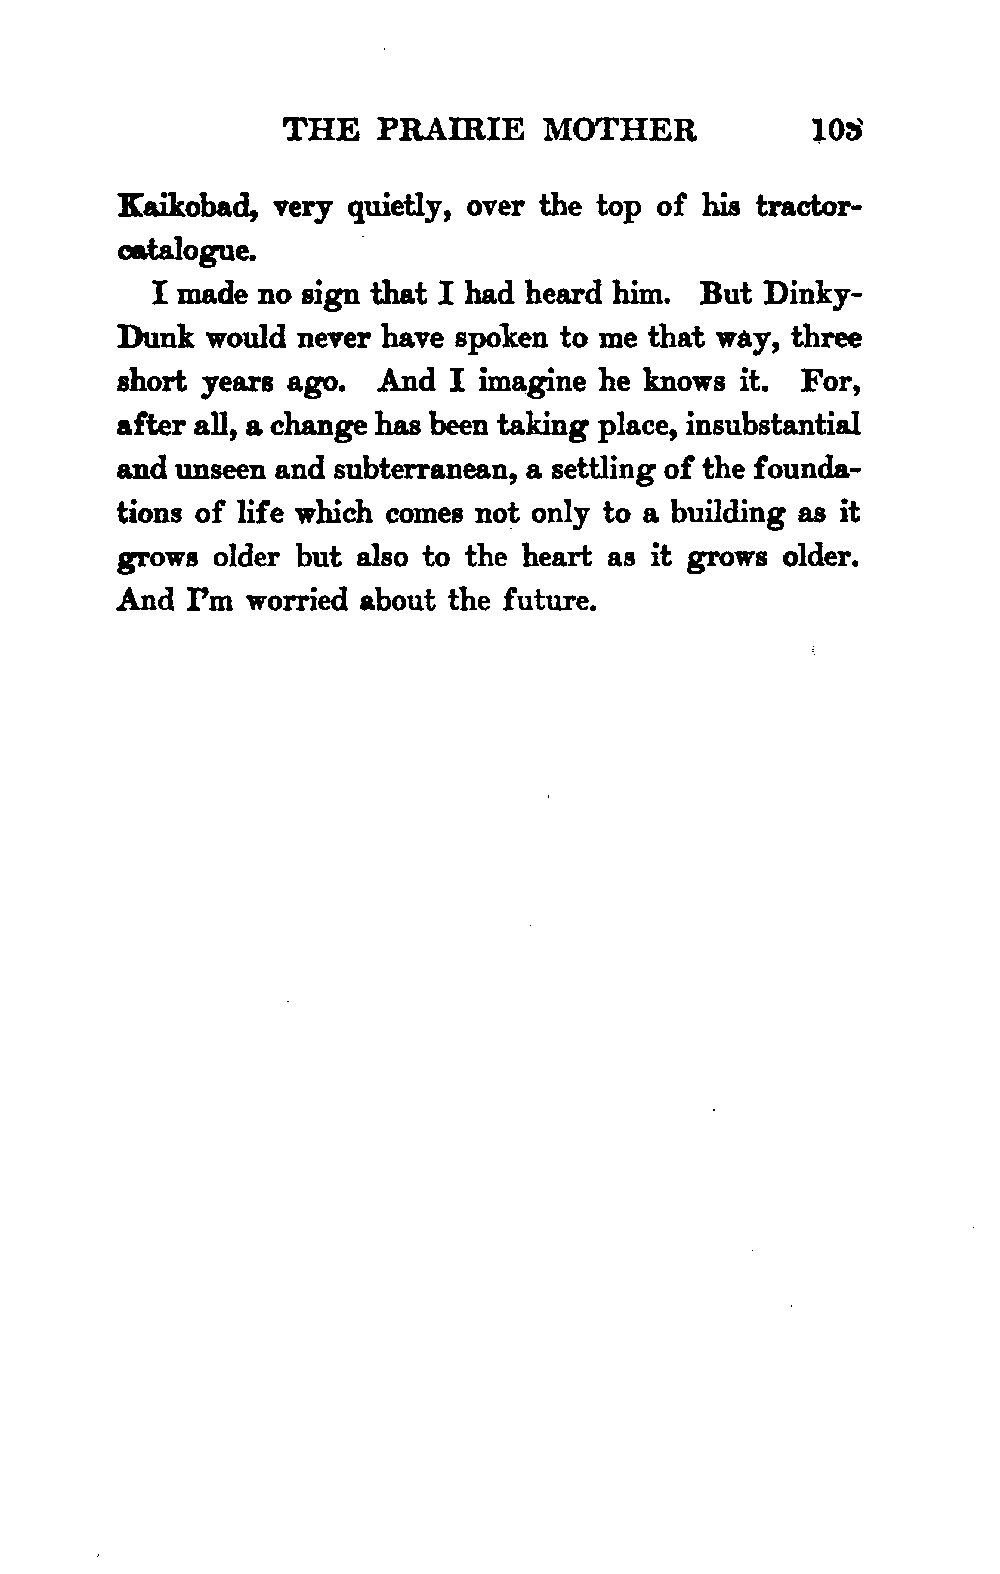 THE PRAIRIE MOTHER
Kaikobad, very quietly, over the top of his tractor-
catalogue.
I made no sign that I had heard him. But Dinky-
Dunk would never have spoken to me that way, three
short years ago. And I imagine he knows it. For,
after all, a change has been taking place, insubstantial
and unseen and subterranean, a settling of the founda-
tions of life which comes not only to a building as it
grows older but also to the heart as it grows older.
And I'm worried about the future.